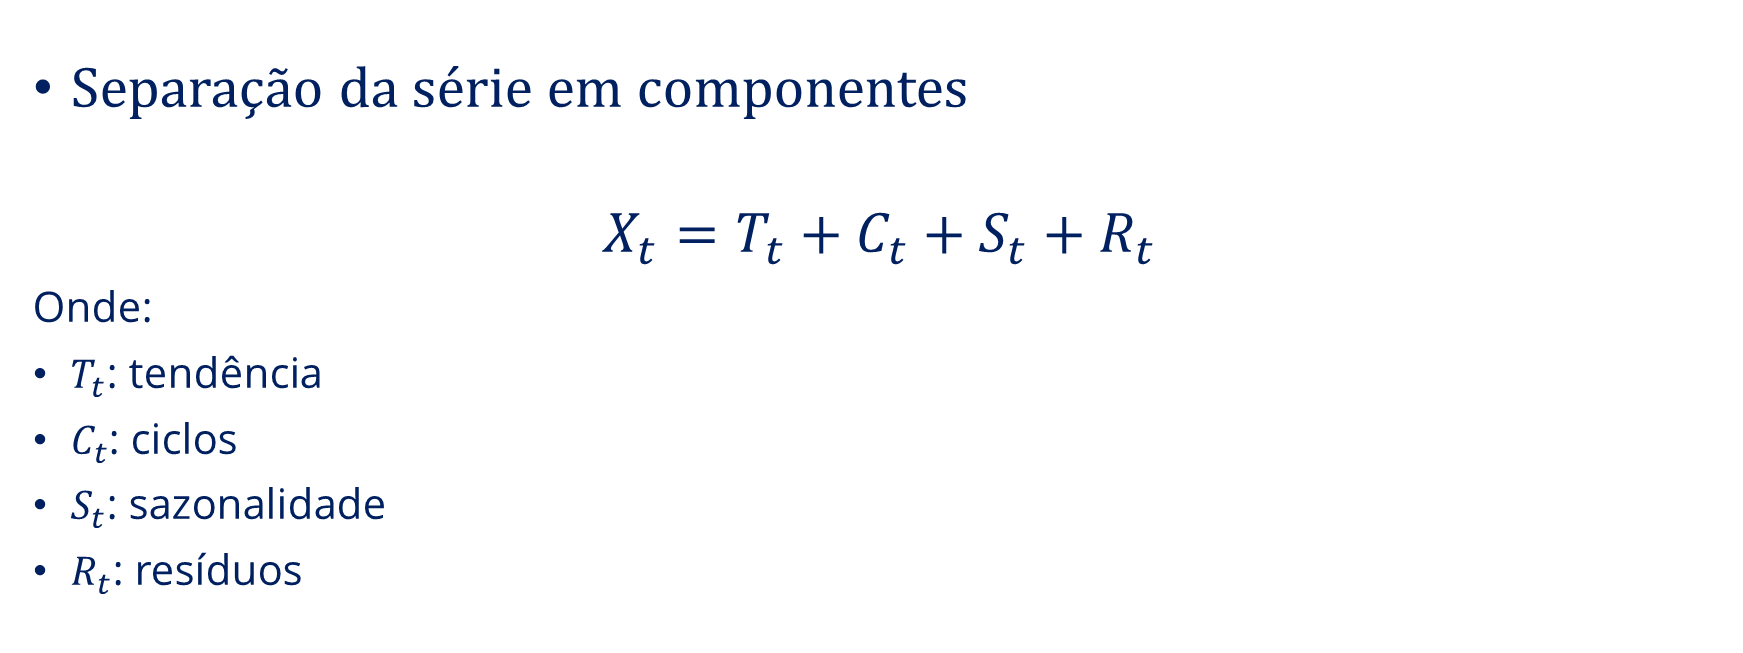 • Separação da série em componentes
X_t = T_t + C_t + S_t + R_t
Onde:
• T_t: tendência
• C_t: ciclos
• S_t: sazonalidade
• R_t: resíduos